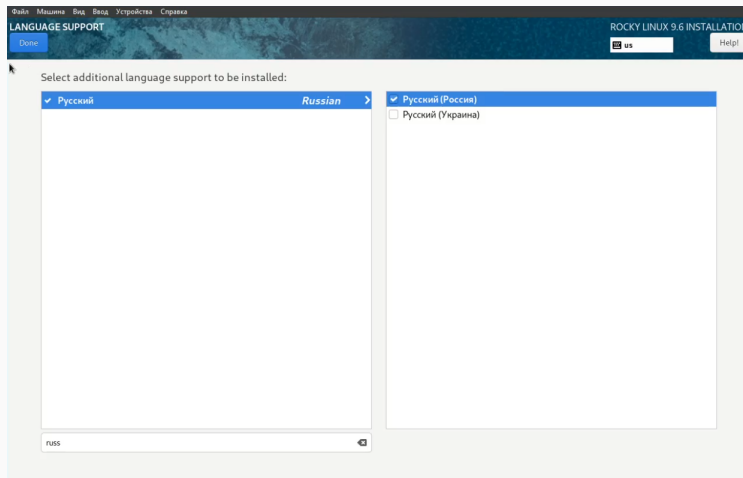 Файл Машина Вид Ввод Устройства Справка
LANGUAGE SUPPORT
ROCKY LINUX 9.6 INSTALLATIO
Done
us
Help!
Select additional language support to be installed:
Русский Russian
Русский (Россия)
Русский (Украина)
russ